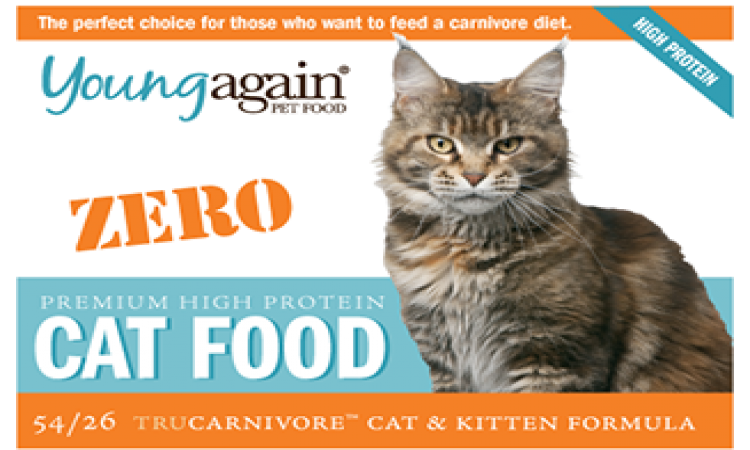 The perfect choice for those who want to feed a carnivore diet.
HIGH PROTEIN
Youngagain®
PET FOOD
ZERO
PREMIUM HIGH PROTEIN
CAT FOOD
54/26 TRUCARNIVORE™ CAT & KITTEN FORMULA